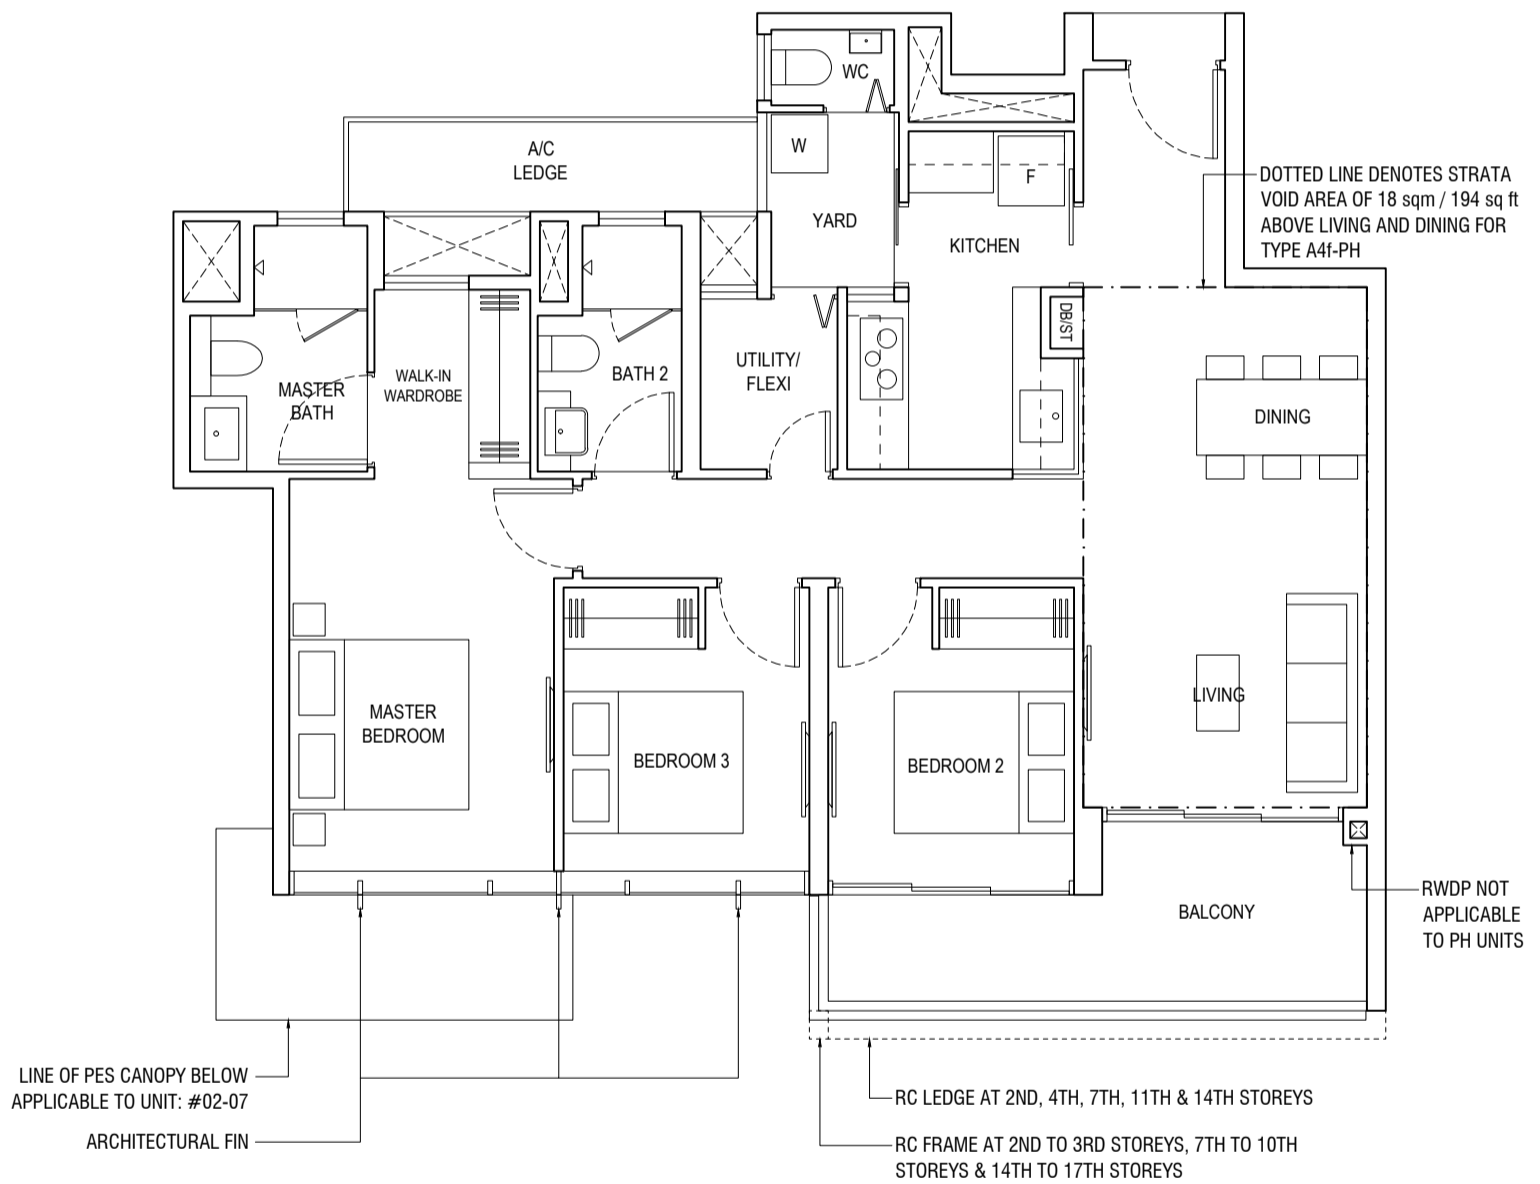 WC
A/C
LEDGE
W
F
YARD
KITCHEN
DOTTED LINE DENOTES STRATA
VOID AREA OF 18 sqm / 194 sq ft
ABOVE LIVING AND DINING FOR
TYPE A4f-PH
DB/ST
MASTER
BATH
WALK-IN
WARDROBE
BATH 2
UTILITY/
FLEXI
DINING
MASTER
BEDROOM
BEDROOM 3
BEDROOM 2
LIVING
BALCONY
RWDP NOT
APPLICABLE
TO PH UNITS
LINE OF PES CANOPY BELOW
APPLICABLE TO UNIT: #02-07
ARCHITECTURAL FIN
RC LEDGE AT 2ND, 4TH, 7TH, 11TH & 14TH STOREYS
RC FRAME AT 2ND TO 3RD STOREYS, 7TH TO 10TH
STOREYS & 14TH TO 17TH STOREYS